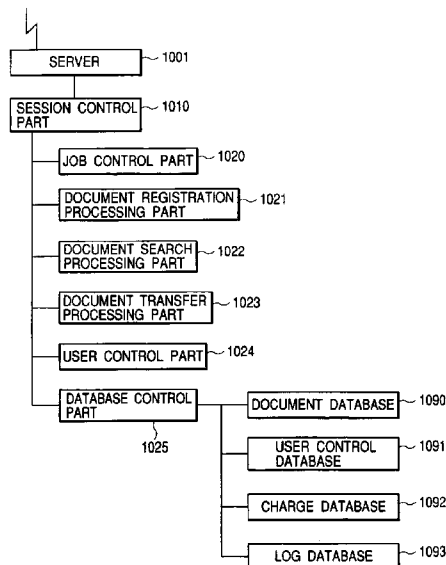 SERVER
1001
SESSION CONTROL
PART
1010
JOB CONTROL PART
1020
DOCUMENT REGISTRATION
PROCESSING PART
1021
DOCUMENT SEARCH
PROCESSING PART
1022
DOCUMENT TRANSFER
PROCESSING PART
1023
USER CONTROL PART
1024
DATABASE CONTROL
PART
1025
DOCUMENT DATABASE
1090
USER CONTROL
DATABASE
1091
CHARGE DATABASE
1092
LOG DATABASE
1093